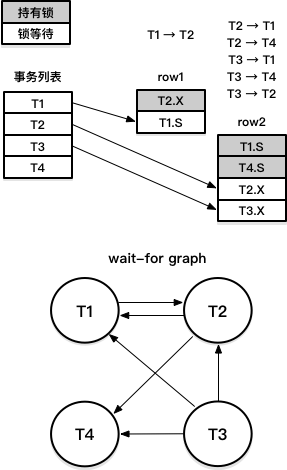 持有锁
锁等待
T1 → T2
T2 → T1
T2 → T4
T3 → T1
T3 → T4
T3 → T2
事务列表
T1
T2
T3
T4
row1
T2.X
T1.S
row2
T1.S
T4.S
T2.X
T3.X
wait-for graph
T1
T2
T4
T3